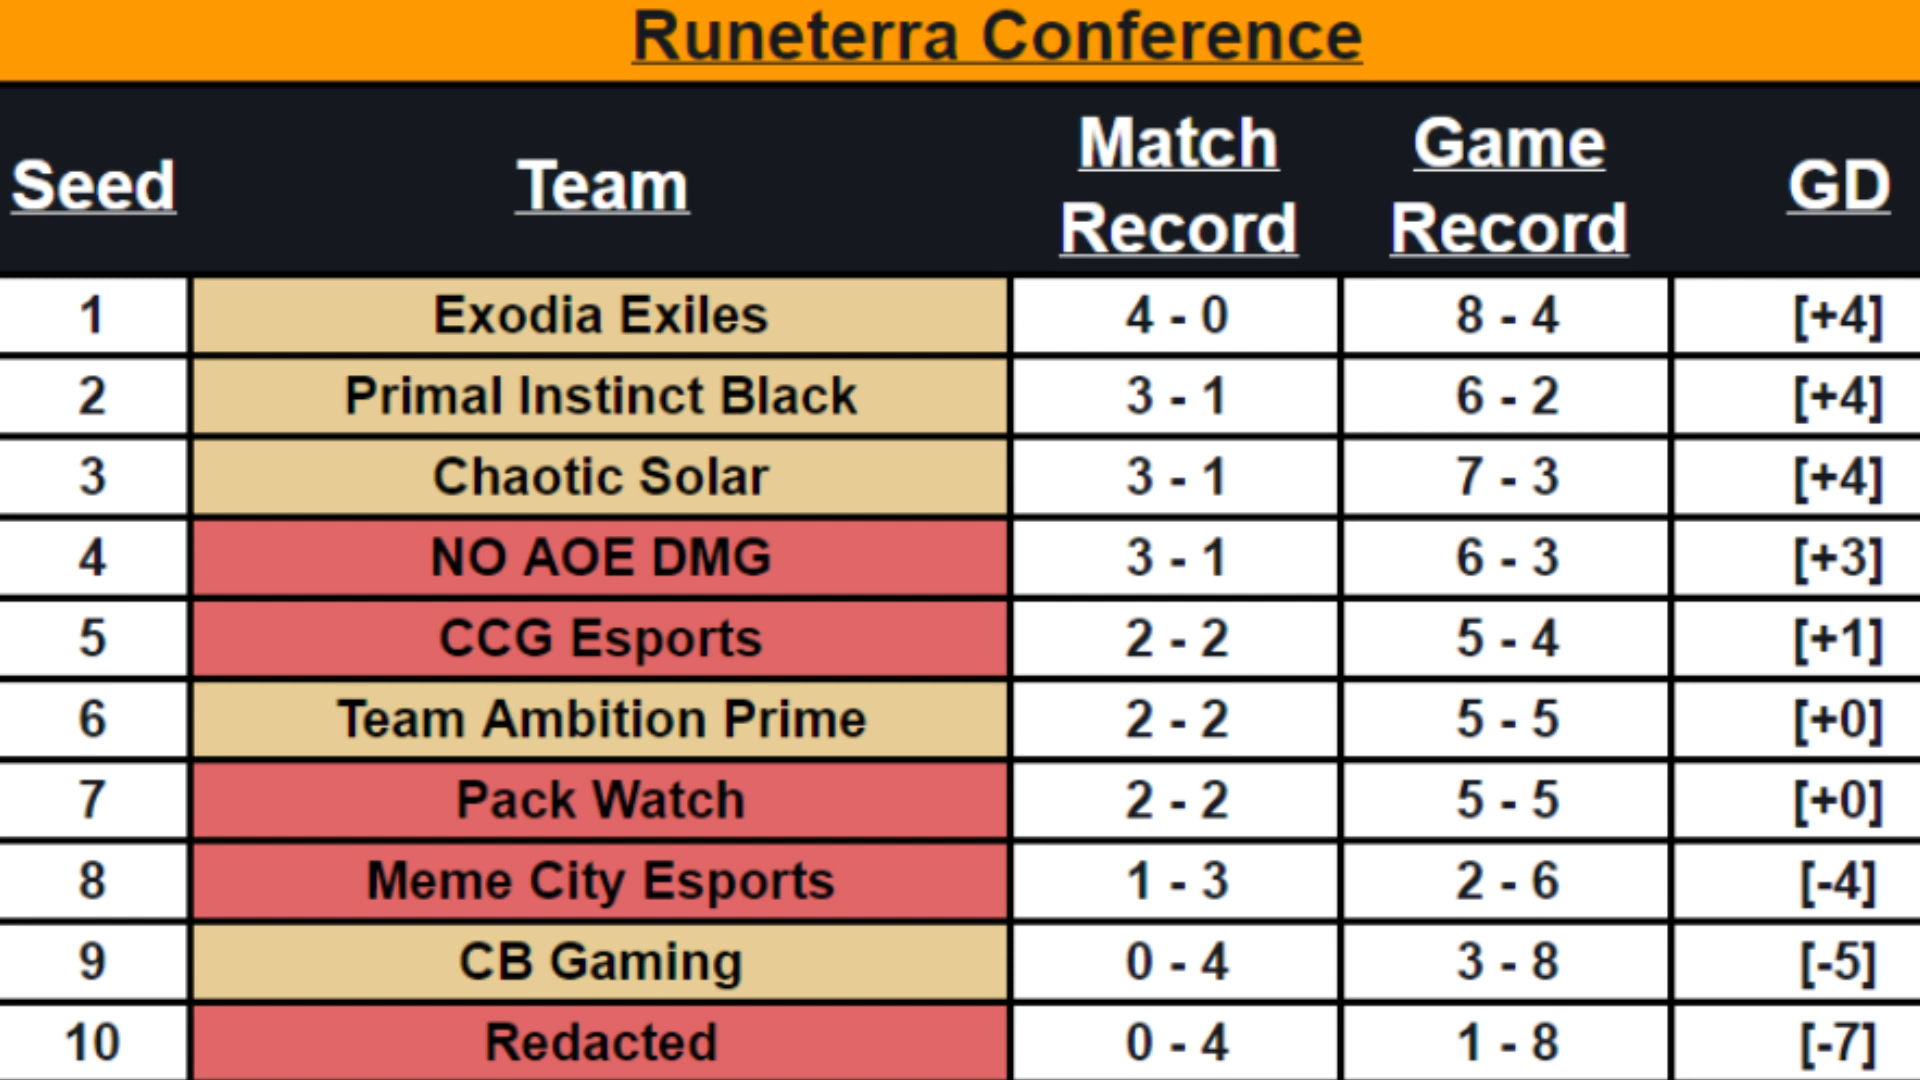 Runeterra Conference
Seed Team Match Record Game Record GD
1 Exodia Exiles 4 - 0 8 - 4 [+4]
2 Primal Instinct Black 3 - 1 6 - 2 [+4]
3 Chaotic Solar 3 - 1 7 - 3 [+4]
4 NO AOE DMG 3 - 1 6 - 3 [+3]
5 CCG Esports 2 - 2 5 - 4 [+1]
6 Team Ambition Prime 2 - 2 5 - 5 [+0]
7 Pack Watch 2 - 2 5 - 5 [+0]
8 Meme City Esports 1 - 3 2 - 6 [-4]
9 CB Gaming 0 - 4 3 - 8 [-5]
10 Redacted 0 - 4 1 - 8 [-7]